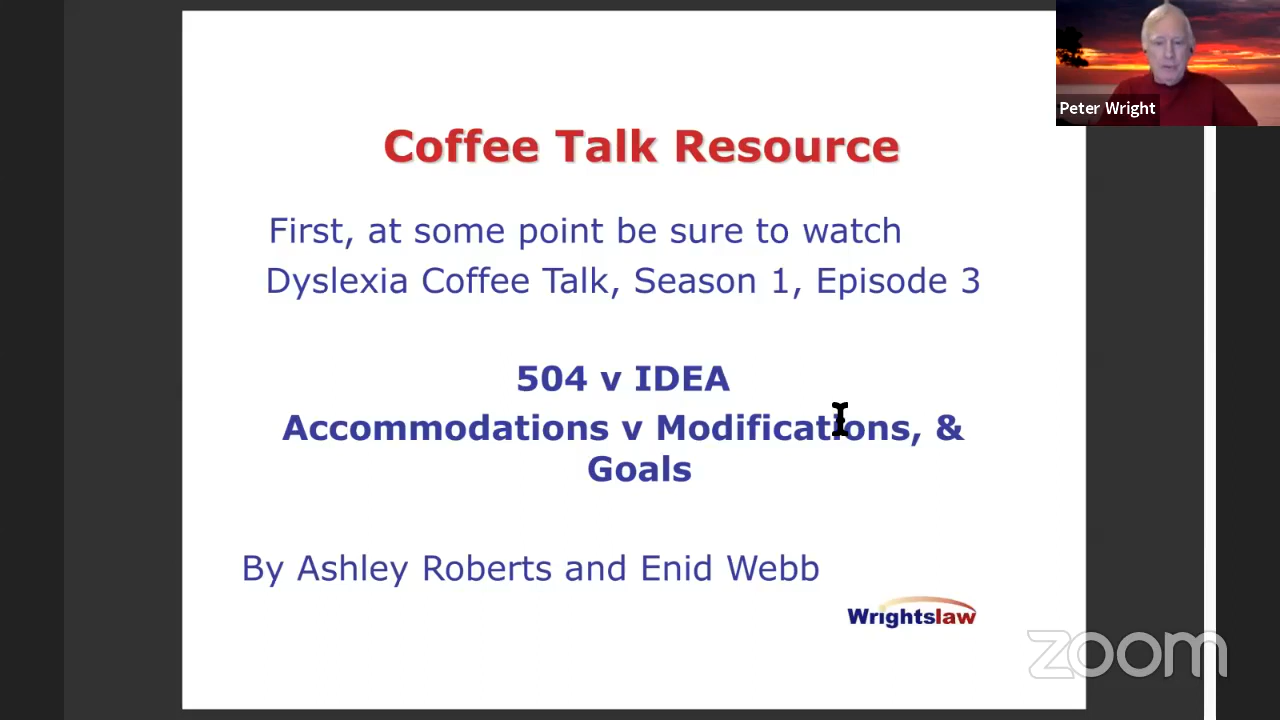 Peter Wright
Coffee Talk Resource
First, at some point be sure to watch
Dyslexia Coffee Talk, Season 1, Episode 3
504 v IDEA
Accommodations v Modifications, &
Goals
By Ashley Roberts and Enid Webb
Wrightslaw
zoom